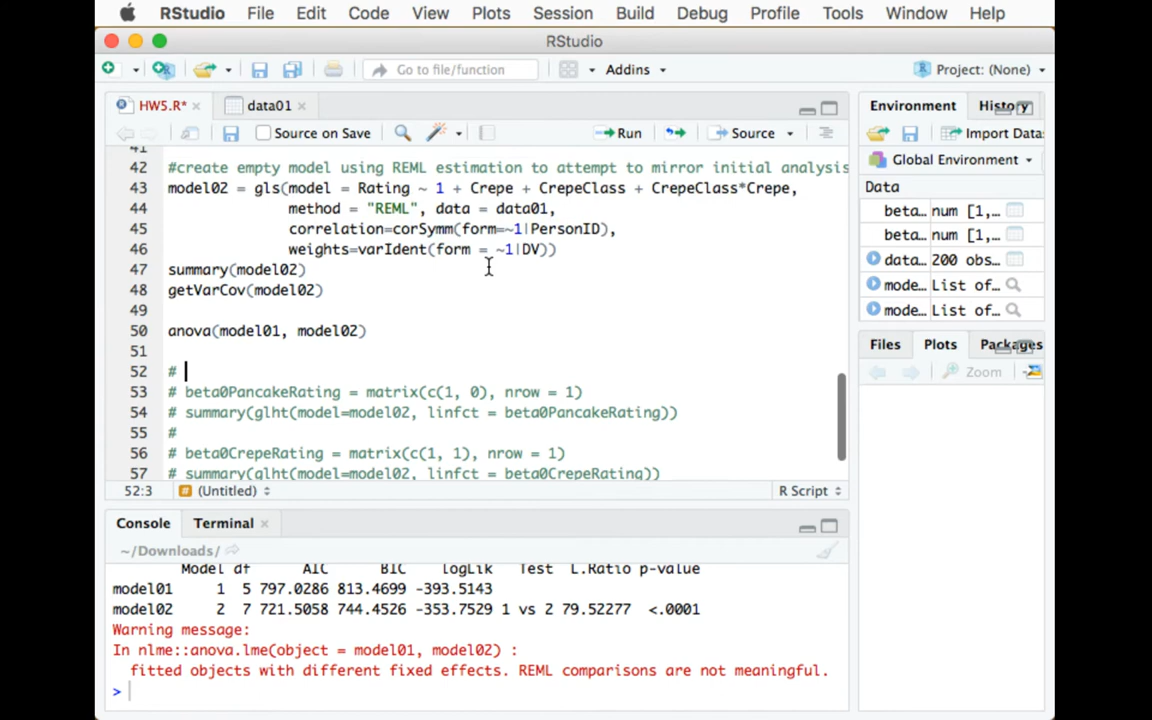 RStudio File Edit Code View Plots Session Build Debug Profile Tools Window Help
RStudio
Go to file/function Addins Project: (None)
HW5.R* data01 Environment History
Source on Save Run Source Import Data
Global Environment
Data
41
42 #create empty model using REML estimation to attempt to mirror initial analysis
43 model02 = gls(model = Rating ~ 1 + Crepe + CrepeClass + CrepeClass*Crepe,
44 method = "REML", data = data01,
45 correlation=corSymm(form=~1|PersonID),
46 weights=varIdent(form = ~1|DV))
47 summary(model02)
48 getVarCov(model02)
49
50 anova(model01, model02)
51
52 #
53 # beta0PancakeRating = matrix(c(1, 0), nrow = 1)
54 # summary(glht(model=model02, linfct = beta0PancakeRating))
55 #
56 # beta0CrepeRating = matrix(c(1, 1), nrow = 1)
57 # summary(glht(model=model02, linfct = beta0CrepeRating))
52:3 (Untitled) R Script
beta… num [1,…
beta… num [1,…
data… 200 obs…
mode… List of…
mode… List of…
Files Plots Packages
Zoom
Console Terminal
~/Downloads/
Model df AIC BIC logLik Test L.Ratio p-value
model01 1 5 797.0286 813.4699 -393.5143
model02 2 7 721.5058 744.4526 -353.7529 1 vs 2 79.52277 <.0001
Warning message:
In nlme::anova.lme(object = model01, model02) :
fitted objects with different fixed effects. REML comparisons are not meaningful.
>